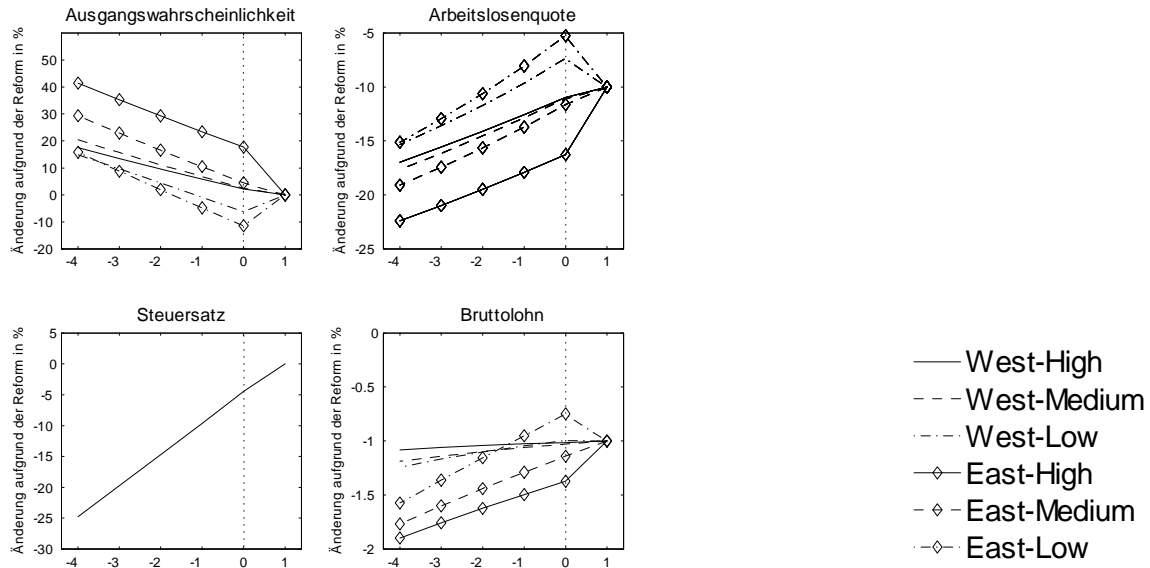 Ausgangswahrscheinlichkeit
Änderung aufgrund der Reform in %
50
40
30
20
10
0
-10
-20
-4 -3 -2 -1 0 1
Arbeitslosenquote
Änderung aufgrund der Reform in %
-5
-10
-15
-20
-25
-4 -3 -2 -1 0 1
Steuersatz
Änderung aufgrund der Reform in %
5
0
-5
-10
-15
-20
-25
-30
-4 -3 -2 -1 0 1
Bruttolohn
Änderung aufgrund der Reform in %
0
-0.5
-1
-1.5
-2
-4 -3 -2 -1 0 1
West-High
West-Medium
West-Low
East-High
East-Medium
East-Low